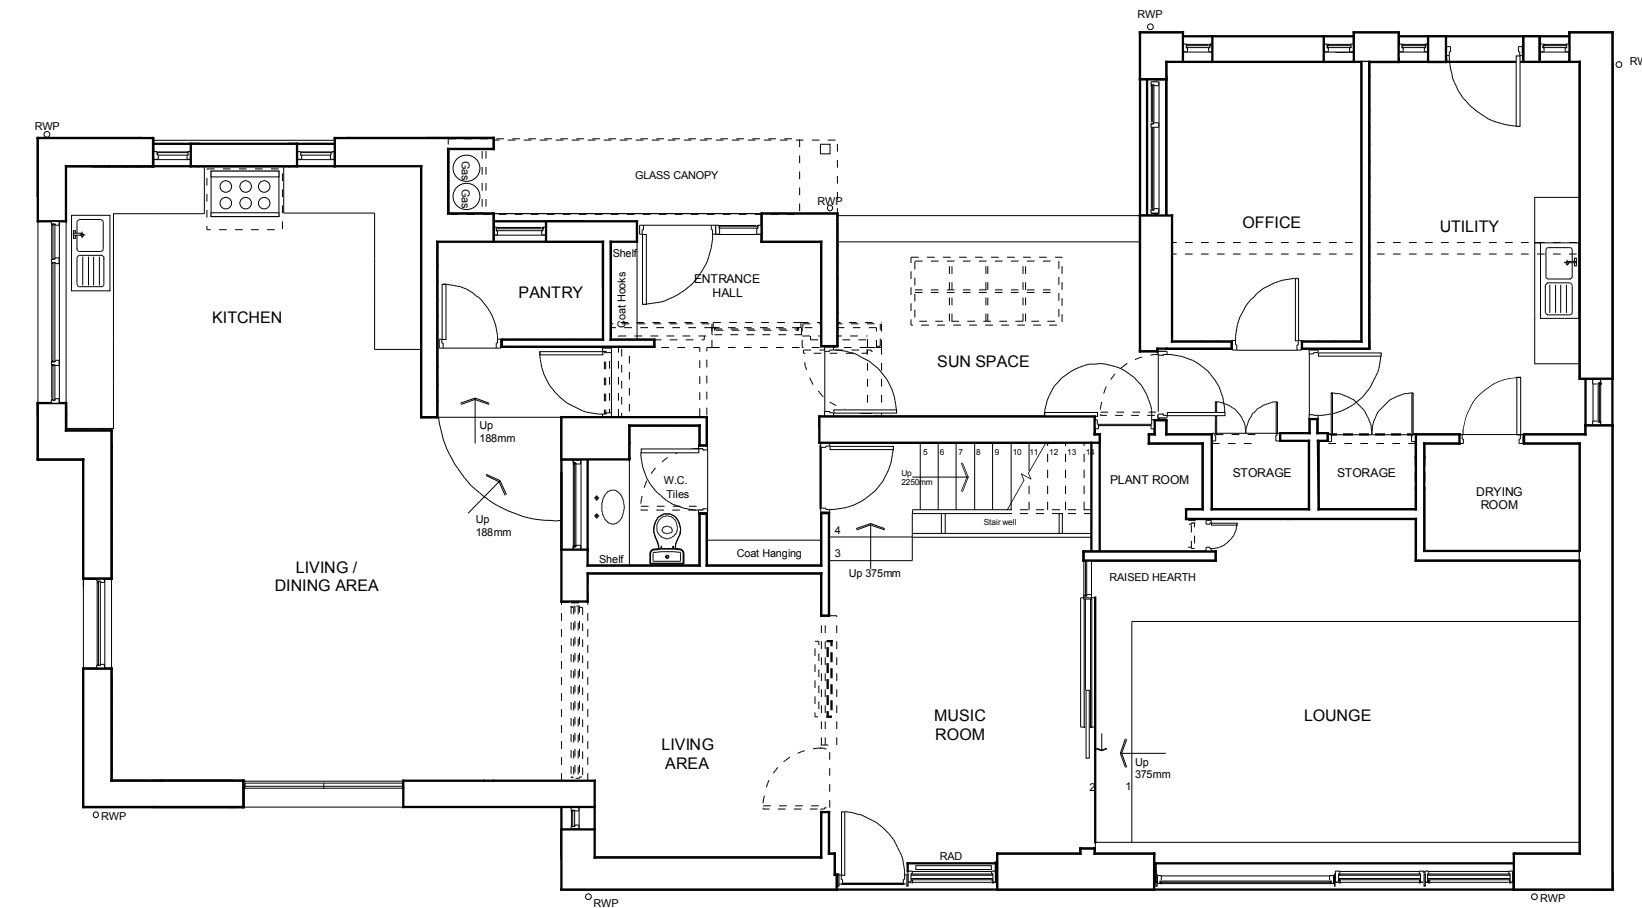 RWP
RW
RWP
Gas
Gas
GLASS CANOPY
RWP
OFFICE
UTILITY
Shelf
Coat Hooks
ENTRANCE
HALL
PANTRY
KITCHEN
SUN SPACE
Up
188mm
W.C.
Tiles
Up
2250mm
5 6 7 8 9 10 11 12 13 14
PLANT ROOM
STORAGE
STORAGE
DRYING
ROOM
Up
188mm
Stair well
4
3
Shelf
Coat Hanging
Up 375mm
LIVING /
DINING AREA
RAISED HEARTH
LIVING
AREA
MUSIC
ROOM
LOUNGE
Up
375mm
2
1
RWP
RAD
RWP
RWP